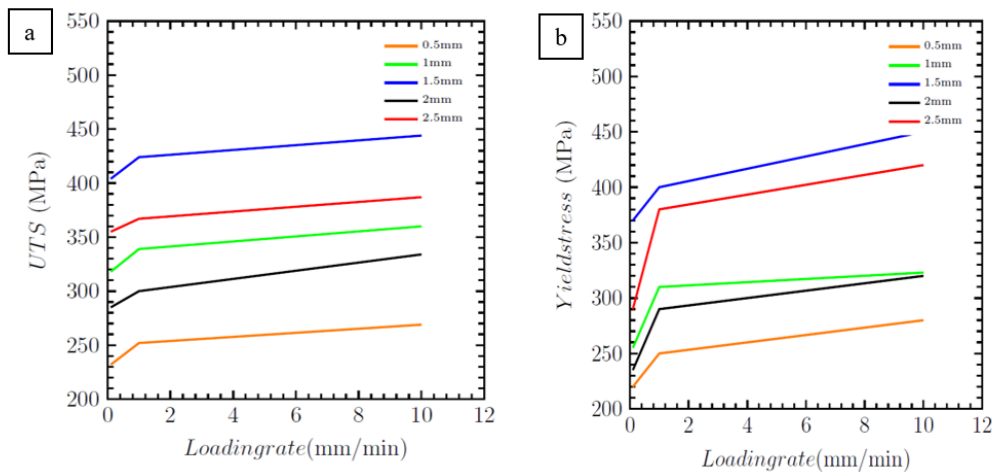 a
550
500
450
400
350
300
250
200
0 2 4 6 8 10 12
UTS (MPa)
Loadingrate(mm/min)
0.5mm
1mm
1.5mm
2mm
2.5mm
b
550
500
450
400
350
300
250
200
0 2 4 6 8 10 12
Yieldstress (MPa)
Loadingrate(mm/min)
0.5mm
1mm
1.5mm
2mm
2.5mm